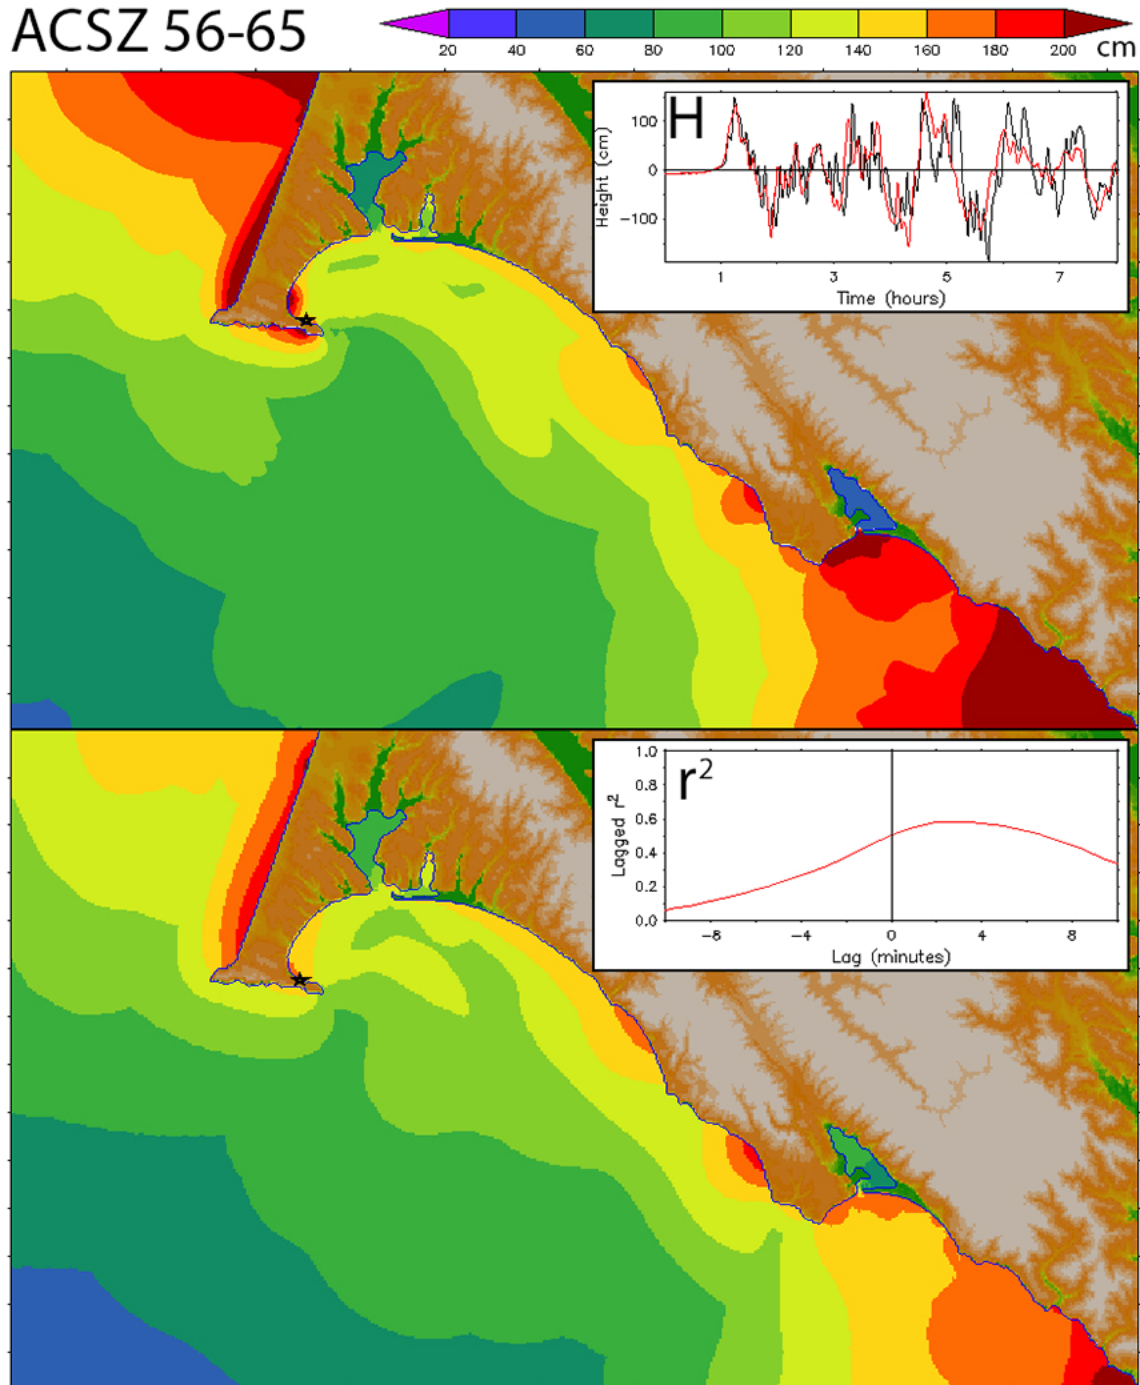 ACSZ 56-65
20 40 60 80 100 120 140 160 180 200 cm
H
Height (cm)
100
0
-100
1 3 5 7
Time (hours)
r²
Lagged r²
1.0
0.8
0.6
0.4
0.2
0.0
-8 -4 0 4 8
Lag (minutes)